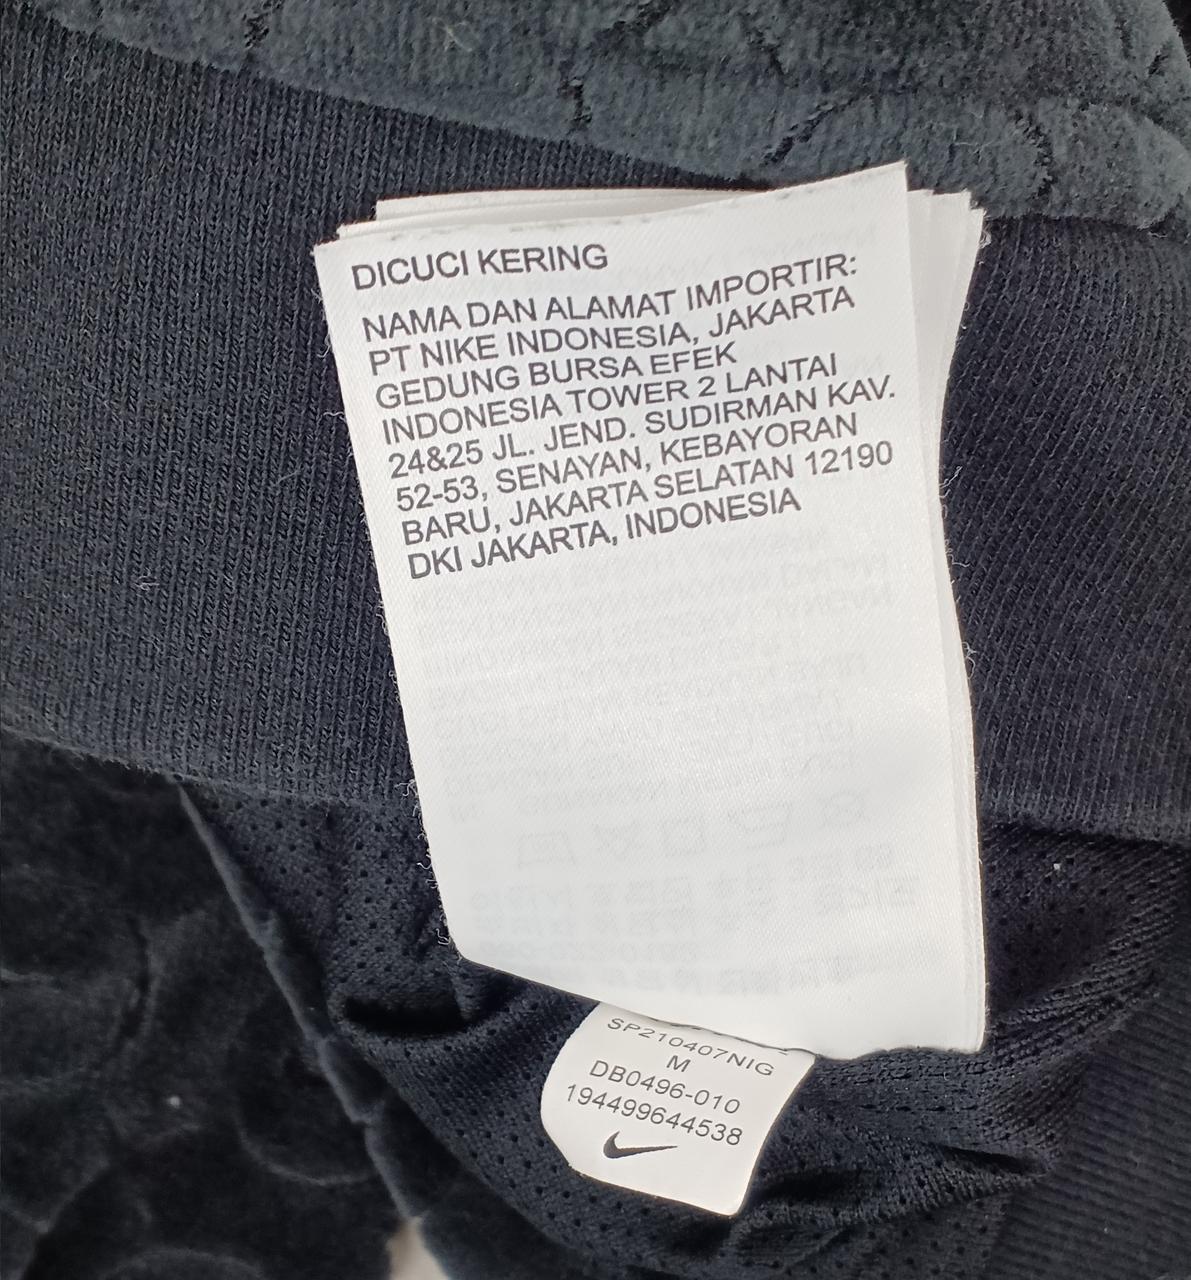 DICUCI KERING
NAMA DAN ALAMAT IMPORTIR:
PT NIKE INDONESIA, JAKARTA
GEDUNG BURSA EFEK
INDONESIA TOWER 2 LANTAI
24&25 JL. JEND. SUDIRMAN KAV.
52-53, SENAYAN, KEBAYORAN
BARU, JAKARTA SELATAN 12190
DKI JAKARTA, INDONESIA
SP210407NIG
M
DB0496-010
194499644538